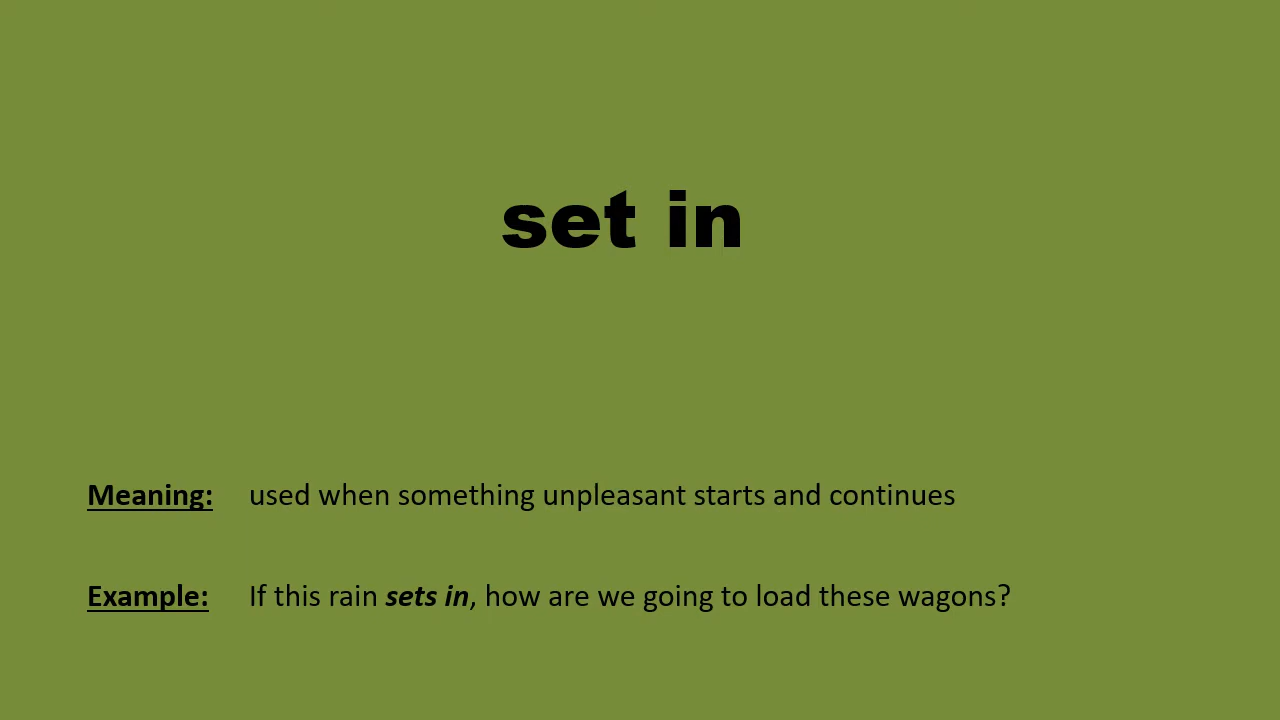 set in
Meaning: used when something unpleasant starts and continues
Example: If this rain sets in, how are we going to load these wagons?